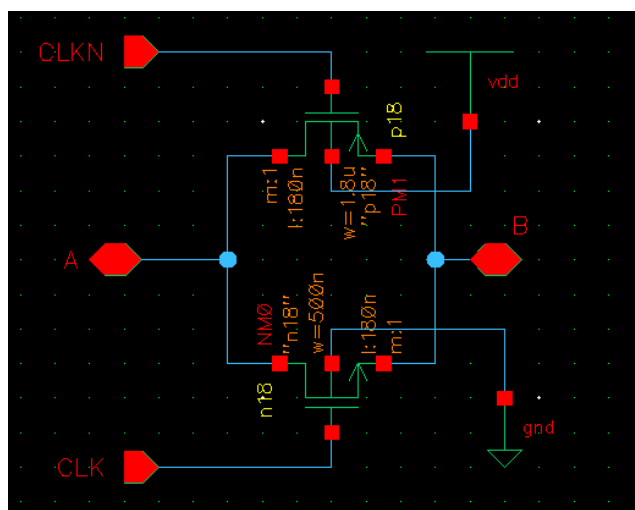 CLKN
vdd
p18
m:1
l:180n
w=1.8u
"p18"
PM1
A
B
NM0
"n18"
w=500n
l:180n
m:1
n18
gnd
CLK